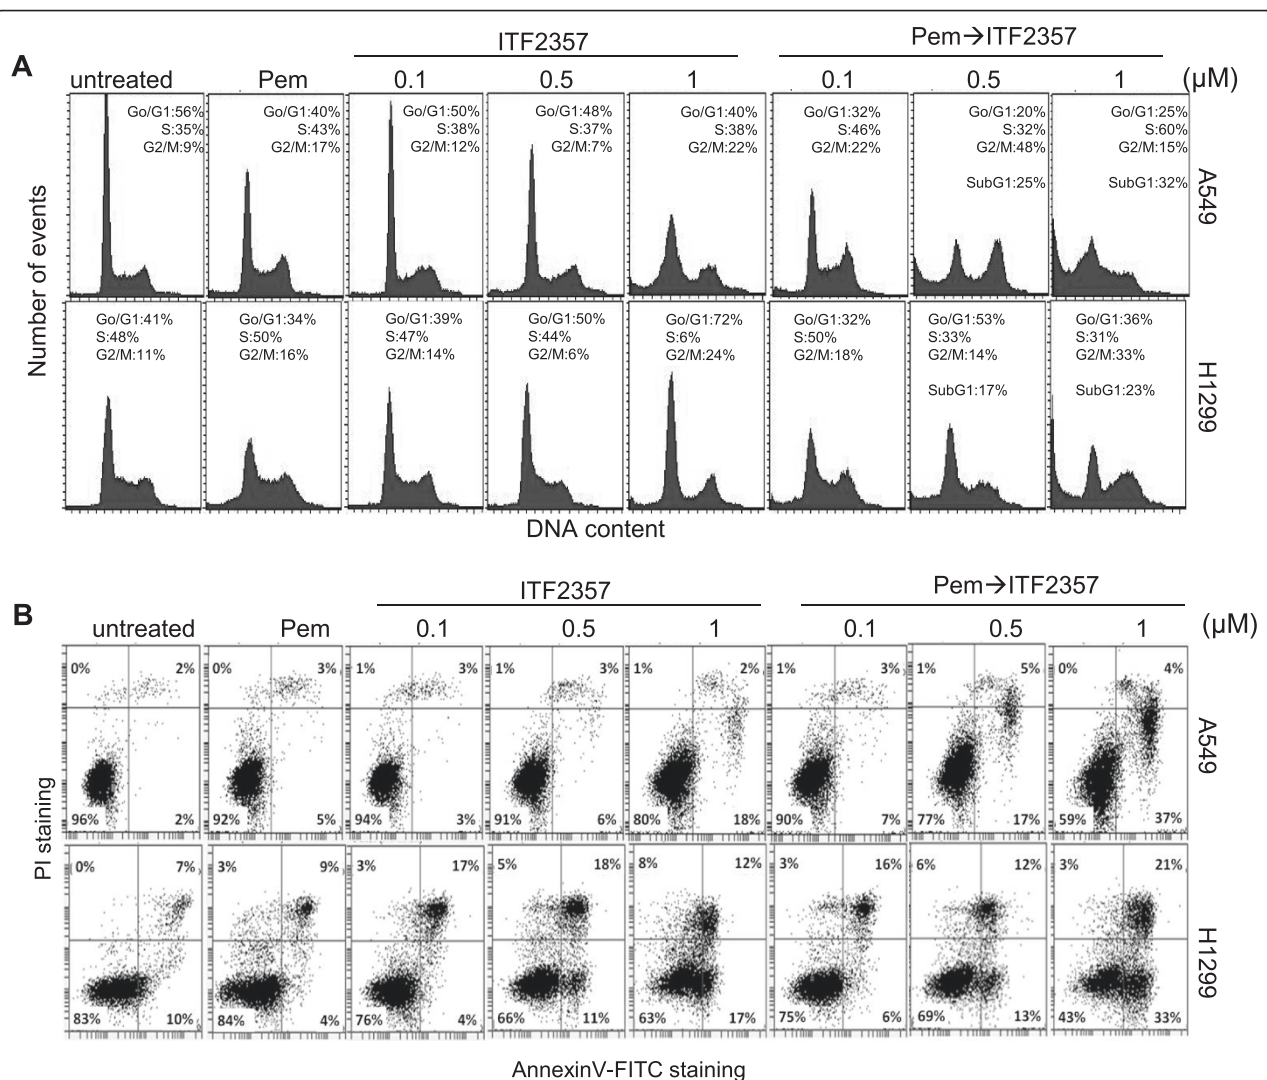 A
ITF2357
Pem→ITF2357
untreated
Pem
0.1
0.5
1
0.1
0.5
1
(µM)
Go/G1:56%
S:35%
G2/M:9%
Go/G1:40%
S:43%
G2/M:17%
Go/G1:50%
S:38%
G2/M:12%
Go/G1:48%
S:37%
G2/M:7%
Go/G1:40%
S:38%
G2/M:22%
Go/G1:32%
S:46%
G2/M:22%
Go/G1:20%
S:32%
G2/M:48%
SubG1:25%
Go/G1:25%
S:60%
G2/M:15%
SubG1:32%
A549
Number of events
Go/G1:41%
S:48%
G2/M:11%
Go/G1:34%
S:50%
G2/M:16%
Go/G1:39%
S:47%
G2/M:14%
Go/G1:50%
S:44%
G2/M:6%
Go/G1:72%
S:6%
G2/M:24%
Go/G1:32%
S:50%
G2/M:18%
Go/G1:53%
S:33%
G2/M:14%
SubG1:17%
Go/G1:36%
S:31%
G2/M:33%
SubG1:23%
H1299
DNA content
B
ITF2357
Pem→ITF2357
untreated
Pem
0.1
0.5
1
0.1
0.5
1
(µM)
0% 2%
96% 2%
0% 3%
92% 5%
1% 3%
94% 3%
1% 3%
91% 6%
1% 2%
80% 18%
1% 3%
90% 7%
1% 5%
77% 17%
0% 4%
59% 37%
A549
PI staining
0% 7%
83% 10%
3% 9%
84% 4%
3% 17%
76% 4%
5% 18%
66% 11%
8% 12%
63% 17%
3% 16%
75% 6%
6% 12%
69% 13%
3% 21%
43% 33%
H1299
AnnexinV-FITC staining